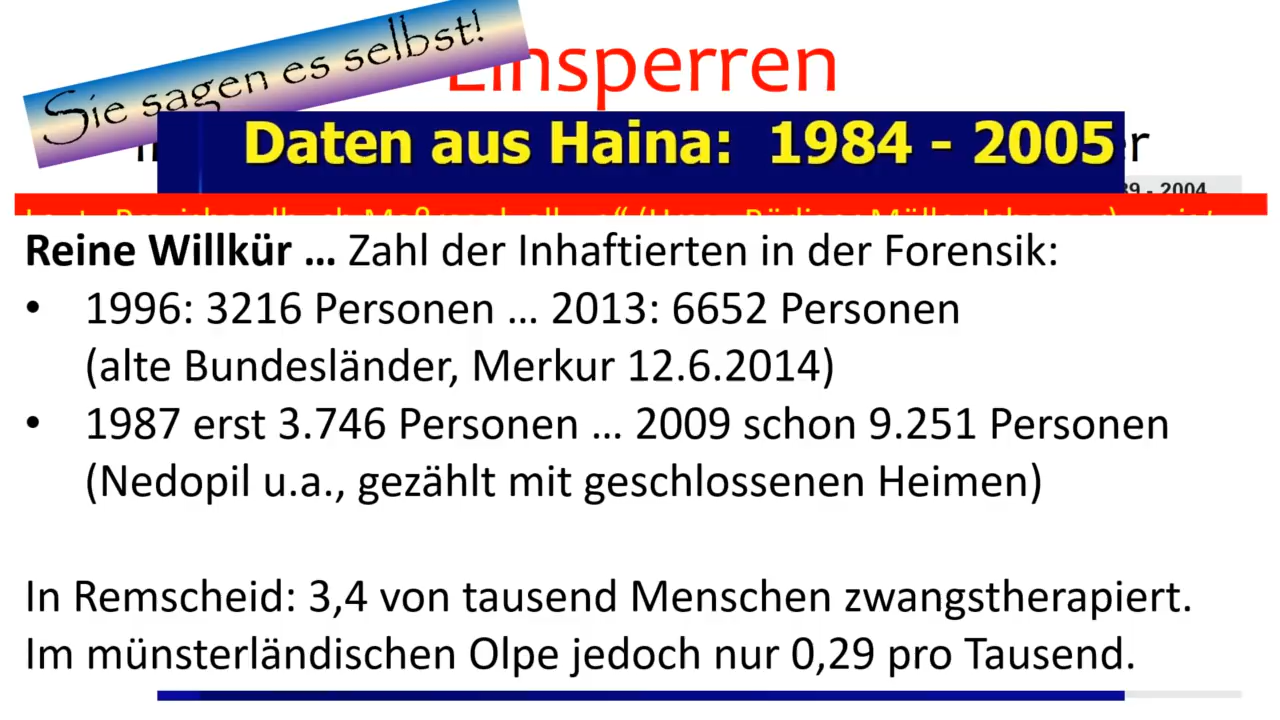 Sie sagen es selbst!
Einsperren
Daten aus Haina: 1984 - 2005
- 2004
Reine Willkür ... Zahl der Inhaftierten in der Forensik:
• 1996: 3216 Personen ... 2013: 6652 Personen
(alte Bundesländer, Merkur 12.6.2014)
• 1987 erst 3.746 Personen ... 2009 schon 9.251 Personen
(Nedopil u.a., gezählt mit geschlossenen Heimen)
In Remscheid: 3,4 von tausend Menschen zwangstherapiert.
Im münsterländischen Olpe jedoch nur 0,29 pro Tausend.